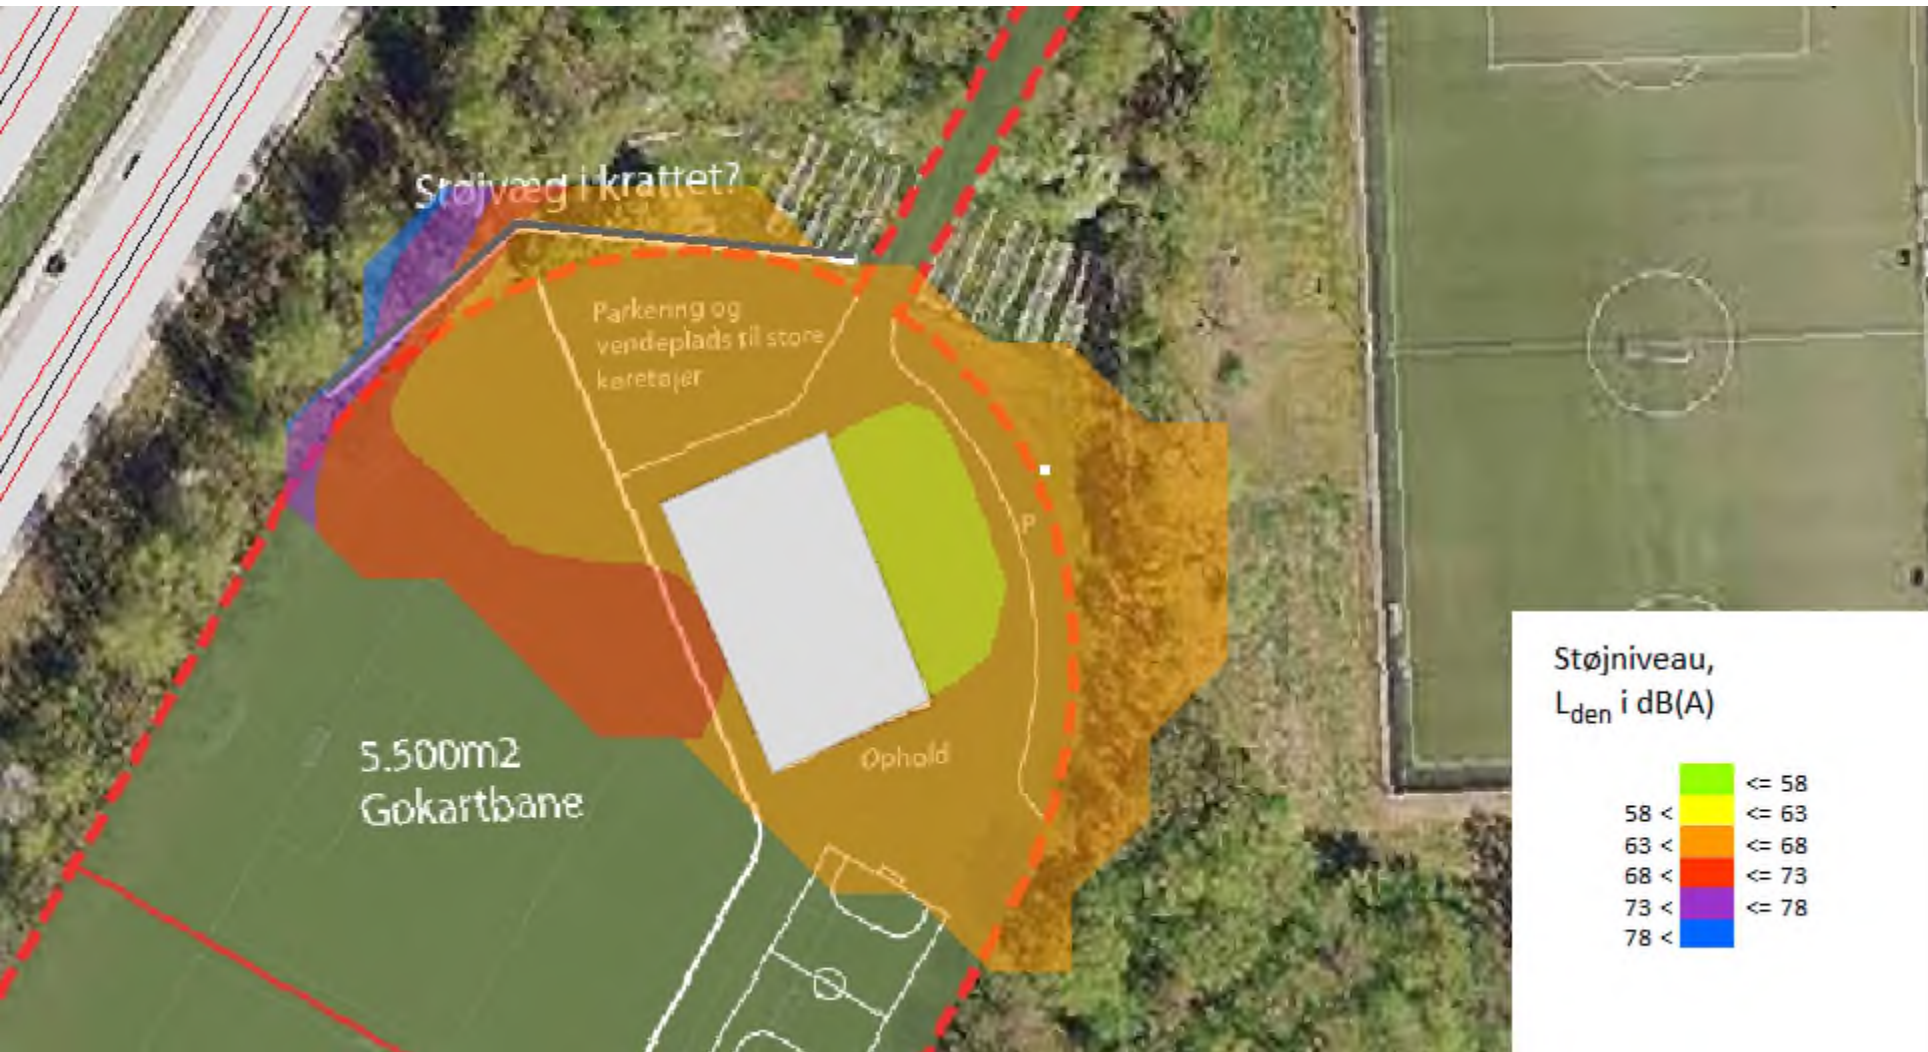 Støjvæg i krattet?
Parkering og
vendeplads til store
køretøjer
P
Ophold
5.500m2
Gokartbane
Støjniveau,
Lden i dB(A)
<= 58
58 < <= 63
63 < <= 68
68 < <= 73
73 < <= 78
78 <